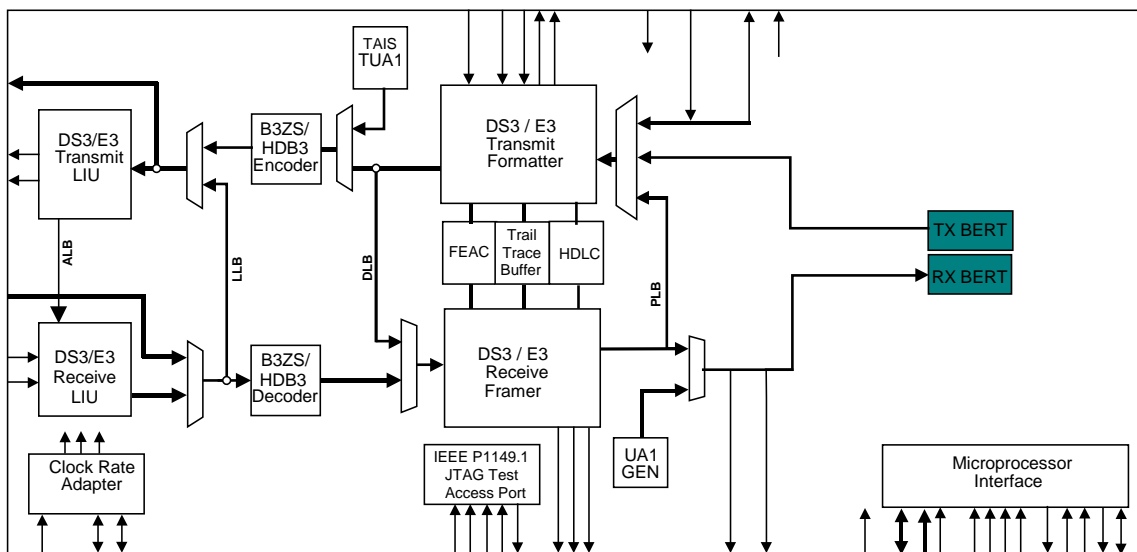 TAIS
TUA1
DS3/E3
Transmit
LIU
B3ZS/
HDB3
Encoder
DS3 / E3
Transmit
Formatter
FEAC
Trail
Trace
Buffer
HDLC
TX BERT
RX BERT
ALB
LLB
DLB
PLB
DS3/E3
Receive
LIU
B3ZS/
HDB3
Decoder
DS3 / E3
Receive
Framer
UA1
GEN
Clock Rate
Adapter
IEEE P1149.1
JTAG Test
Access Port
Microprocessor
Interface